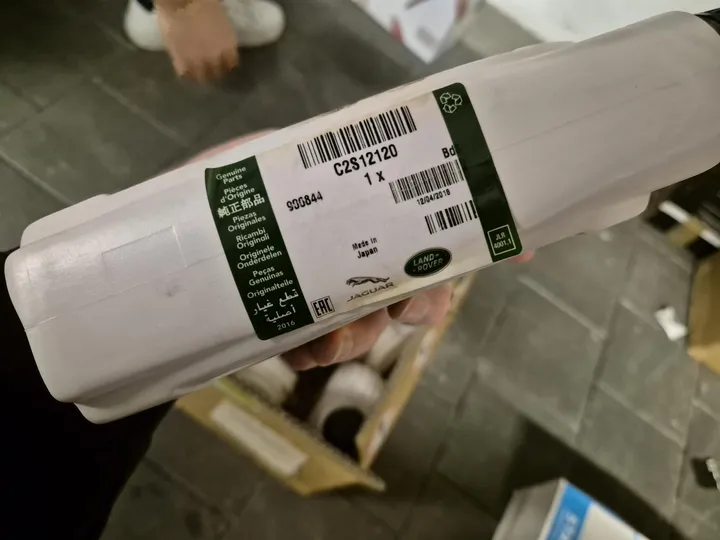 Genuine
Parts
Pièces
d'Origine
純正部品
Piezas
Originales
Ricambi
Originali
Originele
Onderdelen
Peças
Genuinas
Originalteile
قطع غيار
أصلية
2016
C2S12120
1 X
900844
Bd
12/04/2018
Made in
Japan
EAC
JAGUAR
LAND-
ROVER
JLR
4001.1